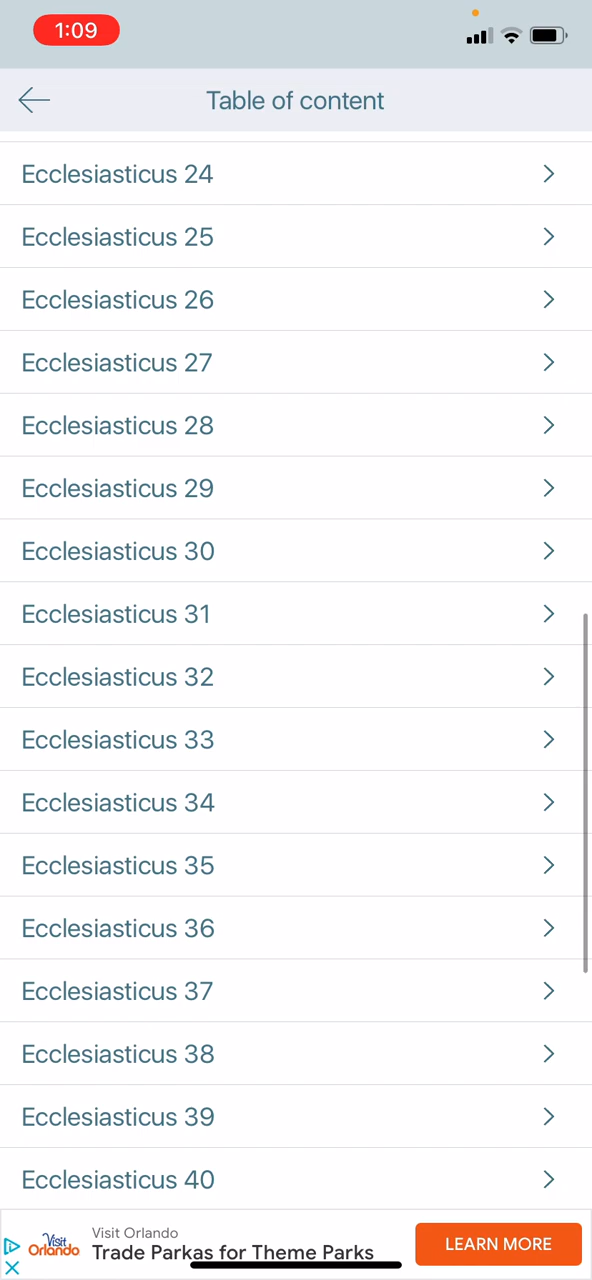 1:09
Table of content
Ecclesiasticus 24
Ecclesiasticus 25
Ecclesiasticus 26
Ecclesiasticus 27
Ecclesiasticus 28
Ecclesiasticus 29
Ecclesiasticus 30
Ecclesiasticus 31
Ecclesiasticus 32
Ecclesiasticus 33
Ecclesiasticus 34
Ecclesiasticus 35
Ecclesiasticus 36
Ecclesiasticus 37
Ecclesiasticus 38
Ecclesiasticus 39
Ecclesiasticus 40
Visit
Orlando
Visit Orlando
Trade Parkas for Theme Parks
LEARN MORE